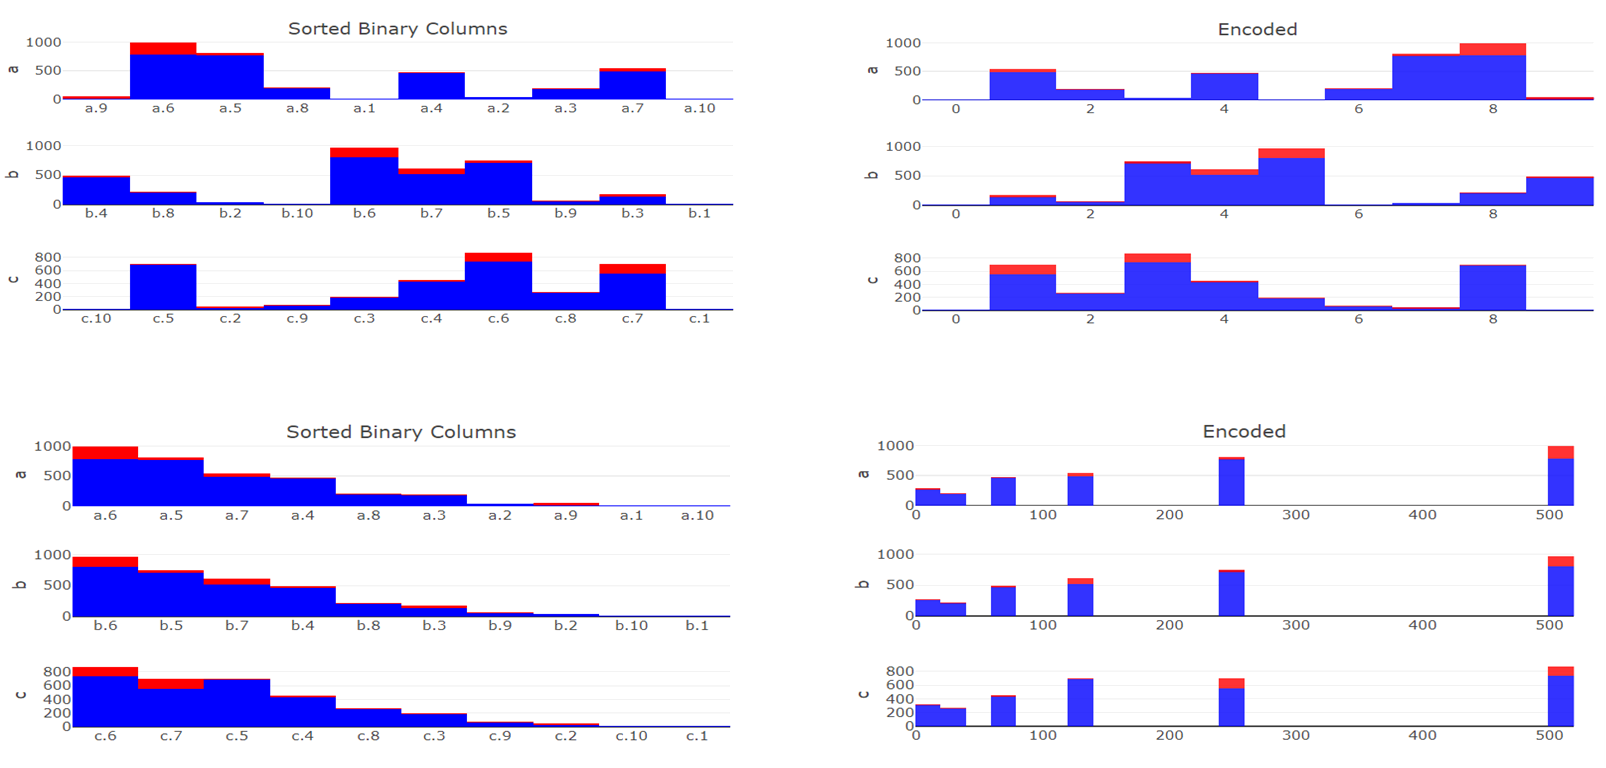 Sorted Binary Columns
1000
500
0
a
a.9 a.6 a.5 a.8 a.1 a.4 a.2 a.3 a.7 a.10
1000
500
0
b
b.4 b.8 b.2 b.10 b.6 b.7 b.5 b.9 b.3 b.1
800
600
400
200
0
c
c.10 c.5 c.2 c.9 c.3 c.4 c.6 c.8 c.7 c.1
Encoded
1000
500
0
a
0 2 4 6 8
1000
500
0
b
0 2 4 6 8
800
600
400
200
0
c
0 2 4 6 8
Sorted Binary Columns
1000
500
0
a
a.6 a.5 a.7 a.4 a.8 a.3 a.2 a.9 a.1 a.10
1000
500
0
b
b.6 b.5 b.7 b.4 b.8 b.3 b.9 b.2 b.10 b.1
800
600
400
200
0
c
c.6 c.7 c.5 c.4 c.8 c.3 c.9 c.2 c.10 c.1
Encoded
1000
500
0
a
0 100 200 300 400 500
1000
500
0
b
0 100 200 300 400 500
800
600
400
200
0
c
0 100 200 300 400 500